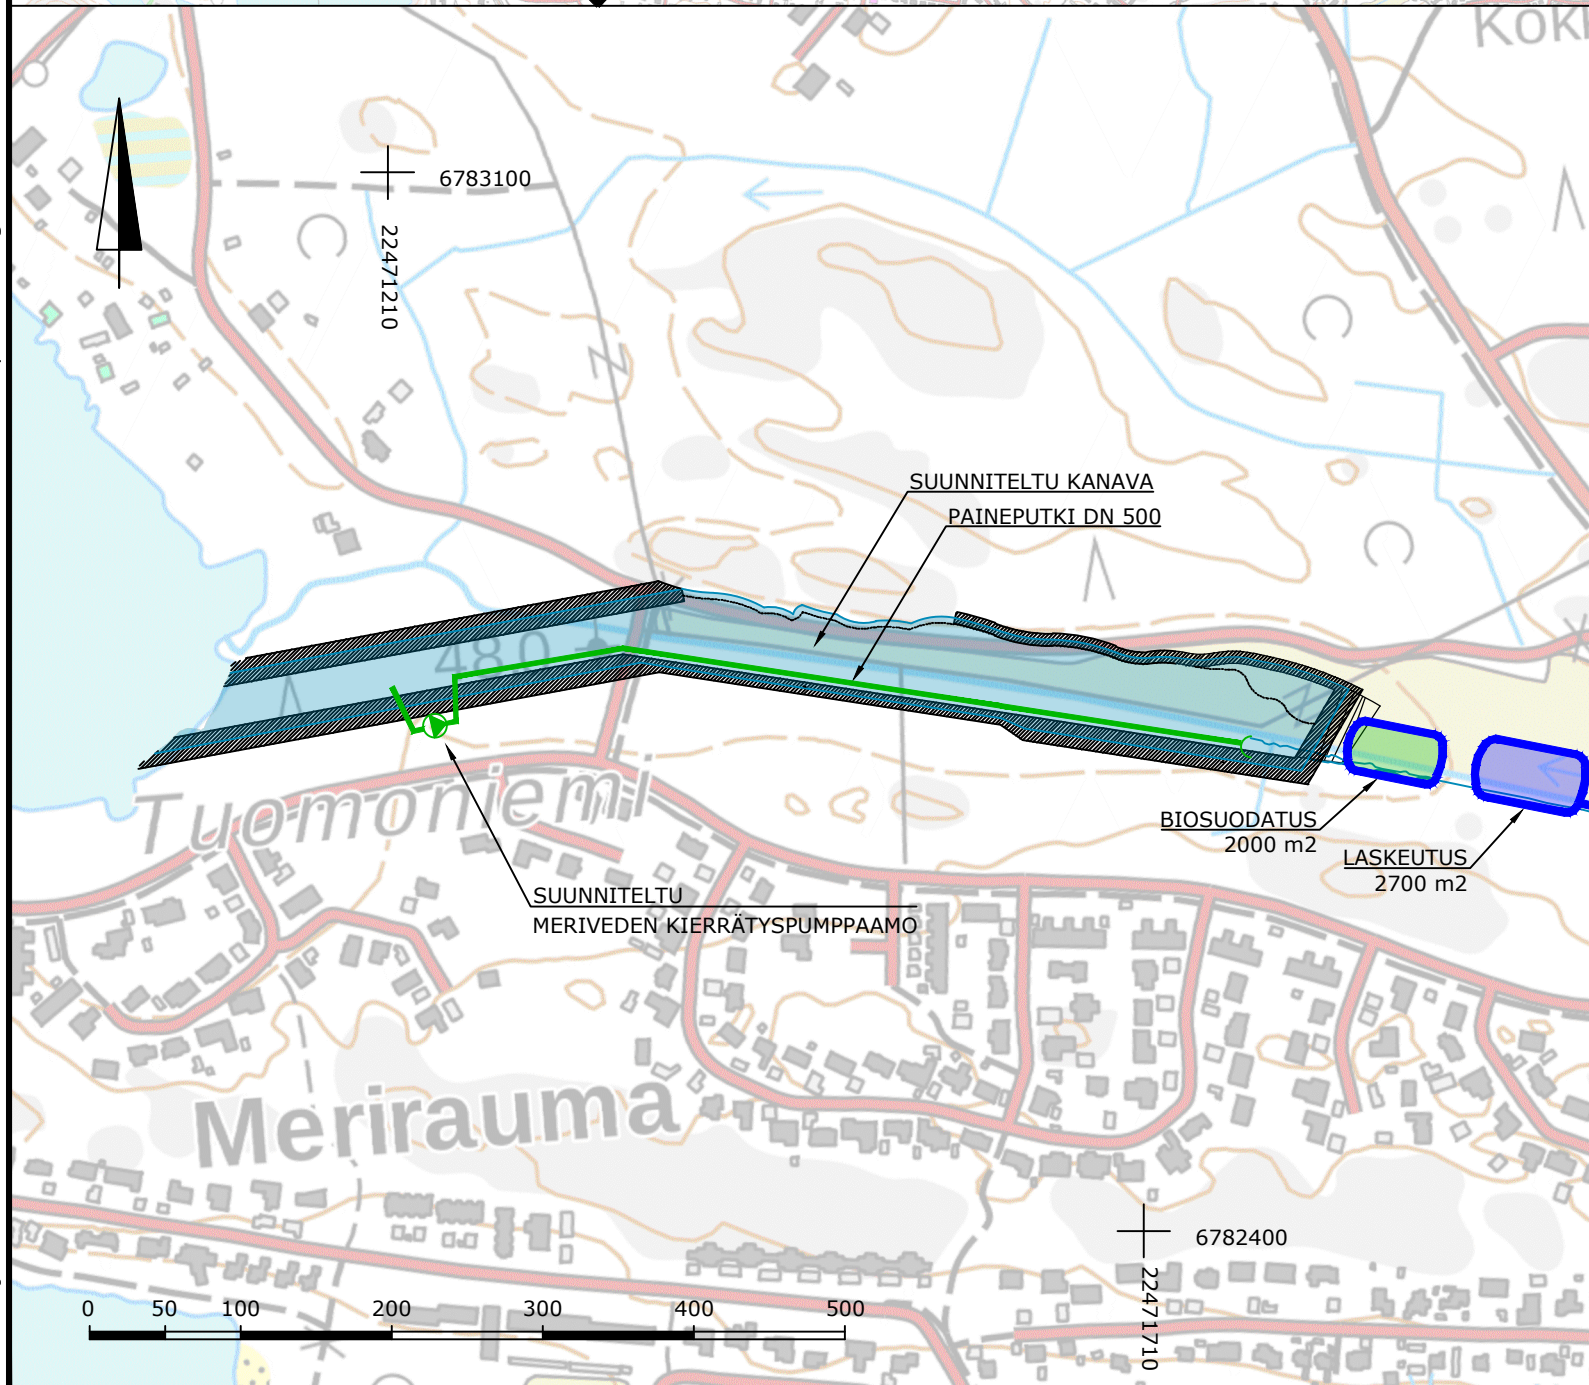 Kok
6783100
22471210
SUUNNITELTU KANAVA
PAINEPUTKI DN 500
480
Tuomoniemi
BIOSUODATUS
2000 m2
LASKEUTUS
2700 m2
SUUNNITELTU
MERIVEDEN KIERRÄTYSPUMPPAAMO
Merirauma
6782400
22471710
0 50 100 200 300 400 500